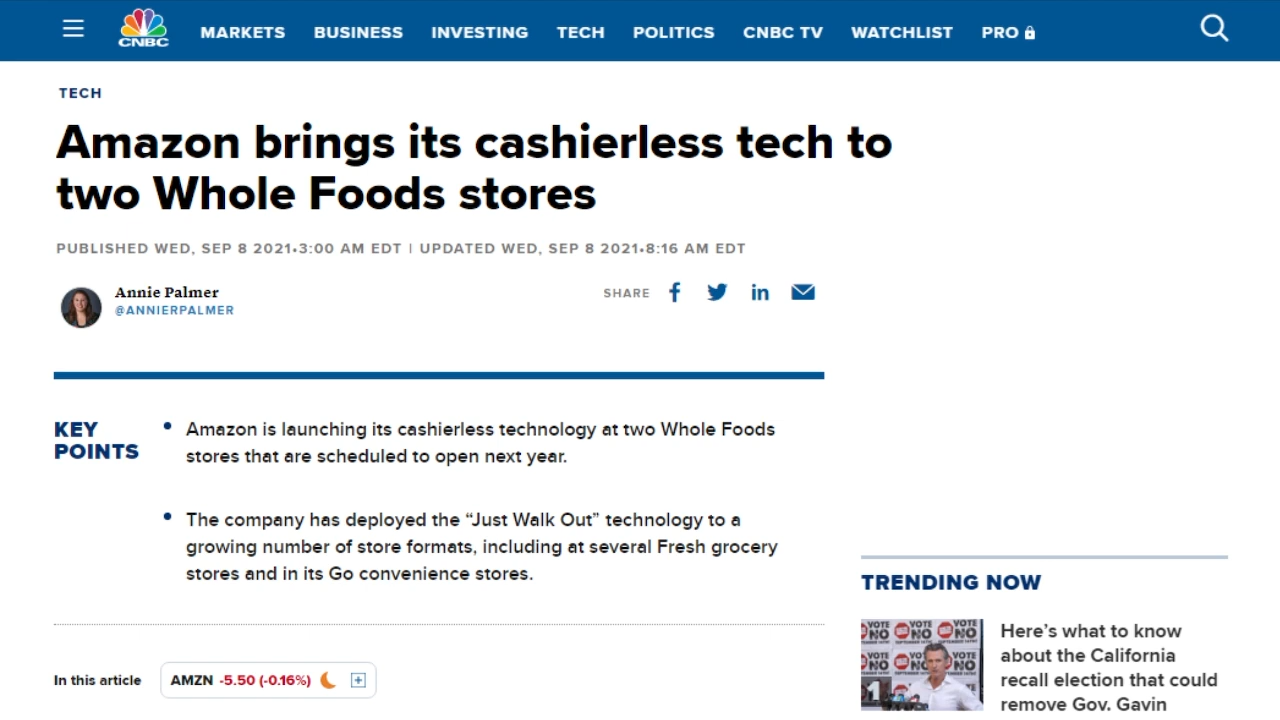 CNBC
MARKETS BUSINESS INVESTING TECH POLITICS CNBC TV WATCHLIST PRO
TECH
Amazon brings its cashierless tech to
two Whole Foods stores
PUBLISHED WED, SEP 8 2021•3:00 AM EDT | UPDATED WED, SEP 8 2021•8:16 AM EDT
Annie Palmer
@ANNIERPALMER
SHARE
KEY
POINTS
• Amazon is launching its cashierless technology at two Whole Foods
stores that are scheduled to open next year.
• The company has deployed the “Just Walk Out” technology to a
growing number of store formats, including at several Fresh grocery
stores and in its Go convenience stores.
In this article
AMZN -5.50 (-0.16%)
TRENDING NOW
VOTE NO
VOTE NO
VOTE NO
Here’s what to know
about the California
recall election that could
remove Gov. Gavin